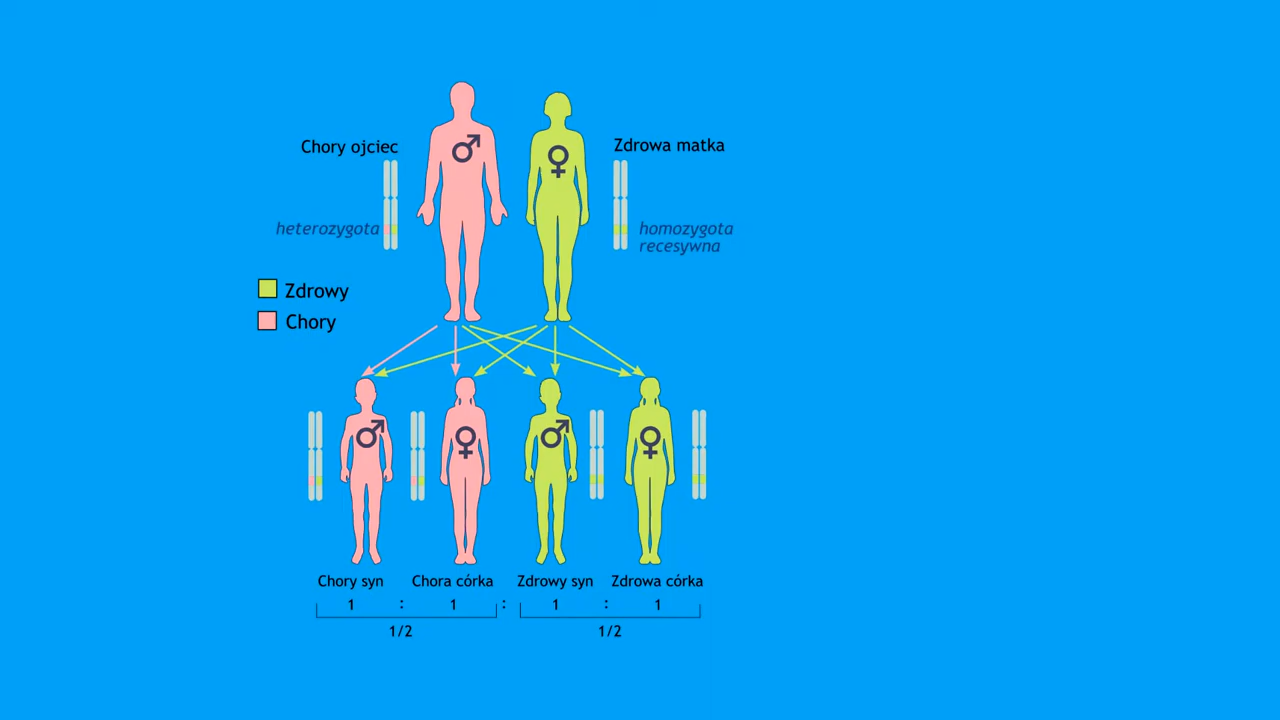 Chory ojciec
Zdrowa matka
heterozygota
homozygota
recesywna
Zdrowy
Chory
Chory syn
Chora córka
Zdrowy syn
Zdrowa córka
1 : 1 : 1 : 1
1/2
1/2